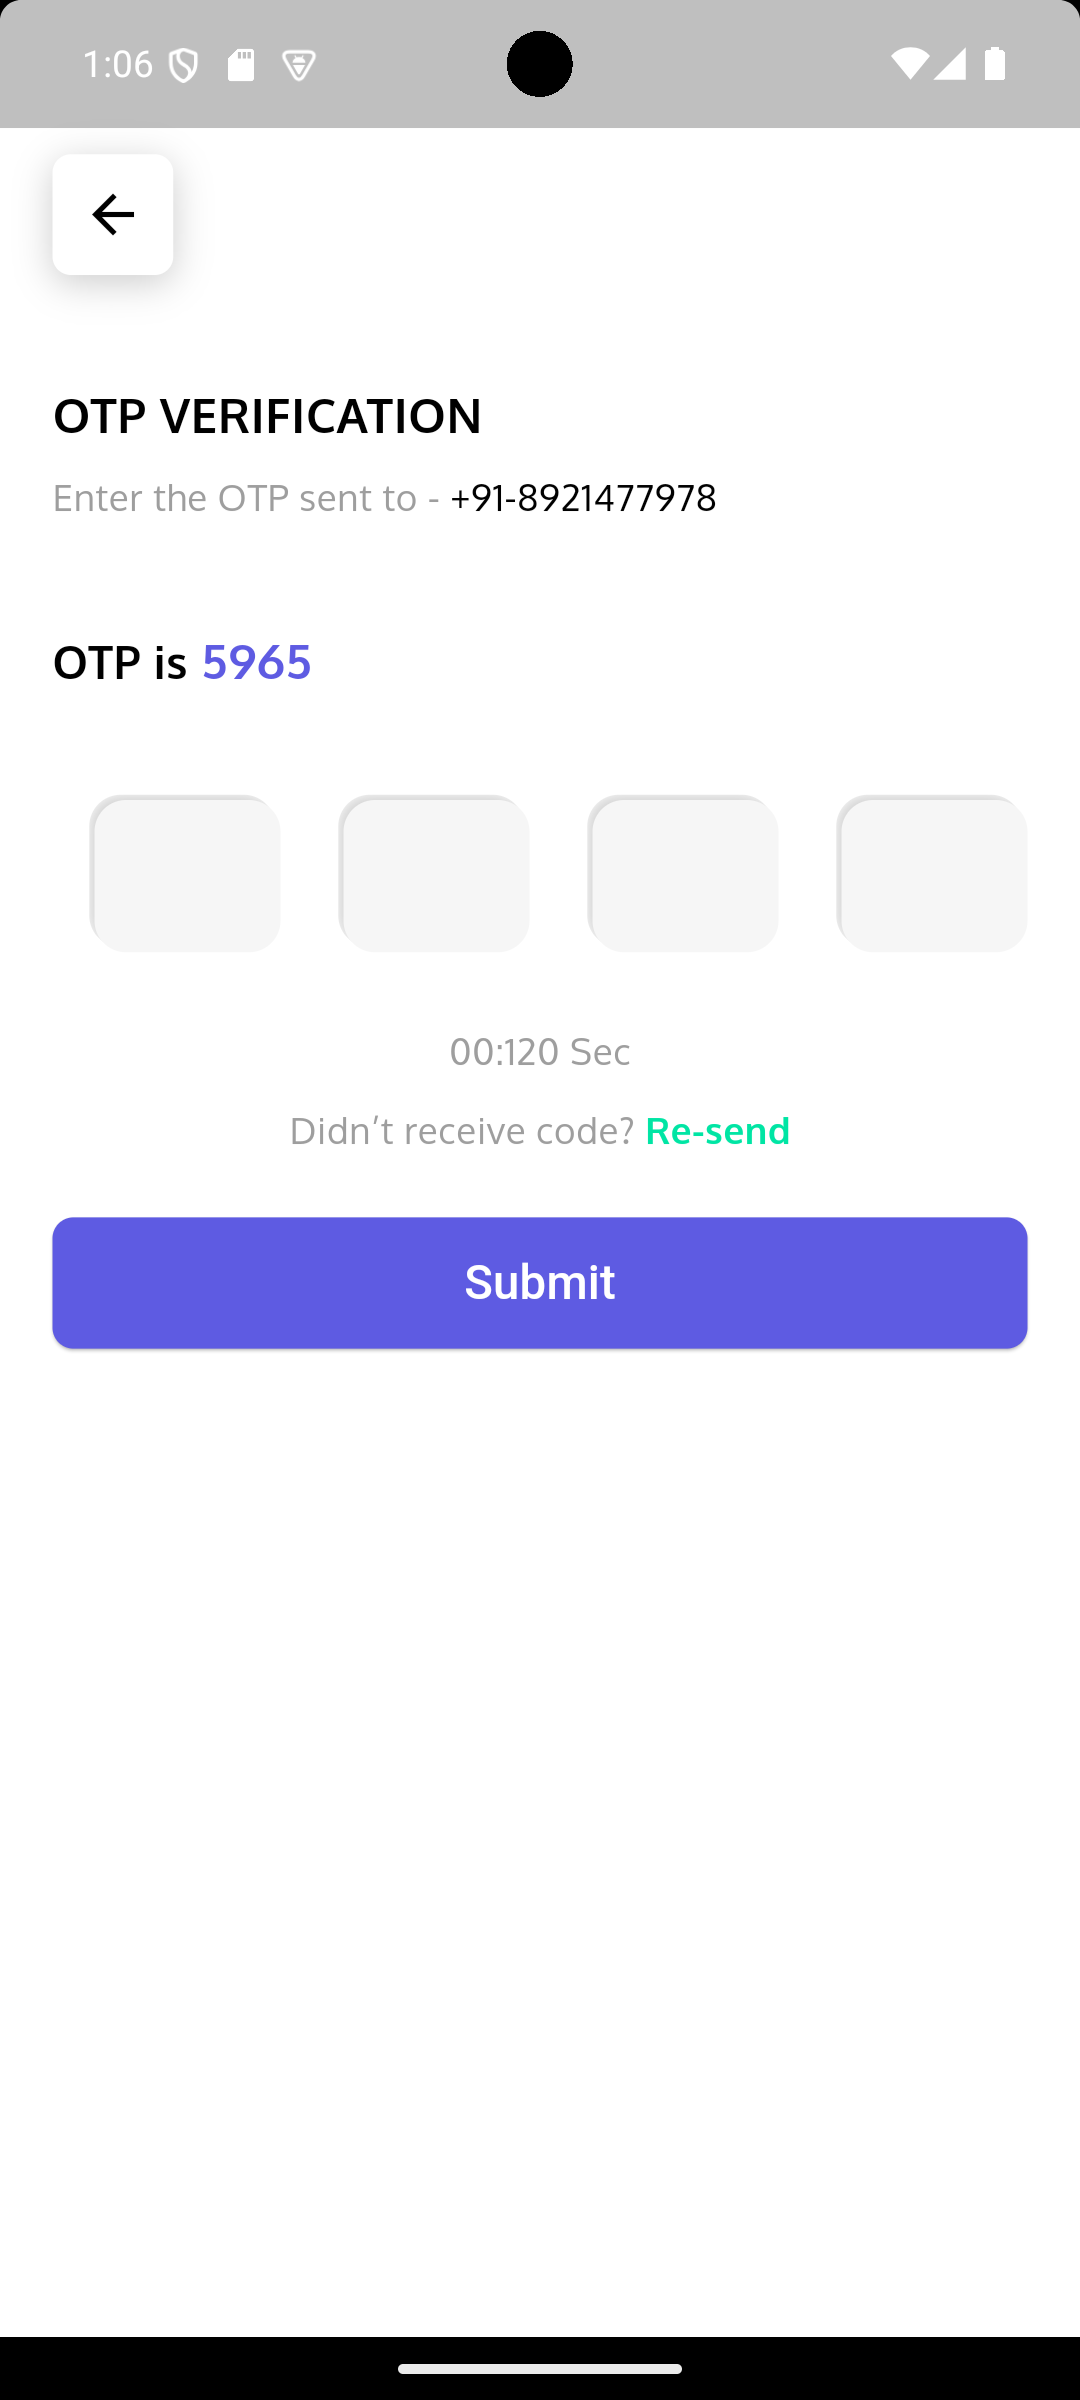 1:06
OTP VERIFICATION
Enter the OTP sent to - +91-8921477978
OTP is 5965
00:120 Sec
Didn't receive code? Re-send
Submit